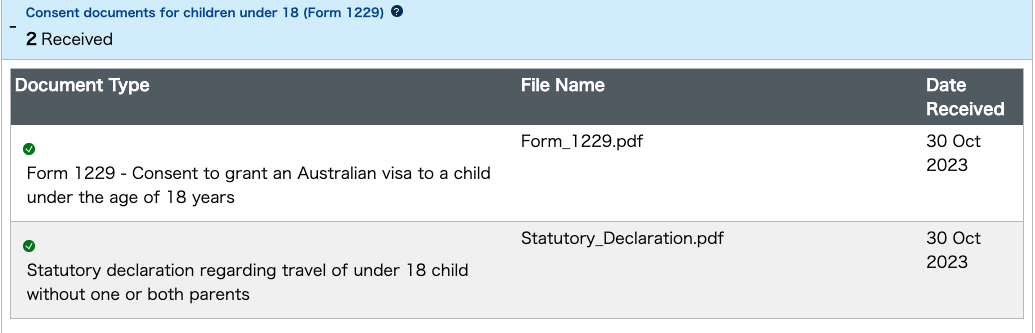 Consent documents for children under 18 (Form 1229) ?
- 2 Received
Document Type File Name Date Received
Form_1229.pdf 30 Oct 2023
Form 1229 - Consent to grant an Australian visa to a child
under the age of 18 years
Statutory_Declaration.pdf 30 Oct 2023
Statutory declaration regarding travel of under 18 child
without one or both parents